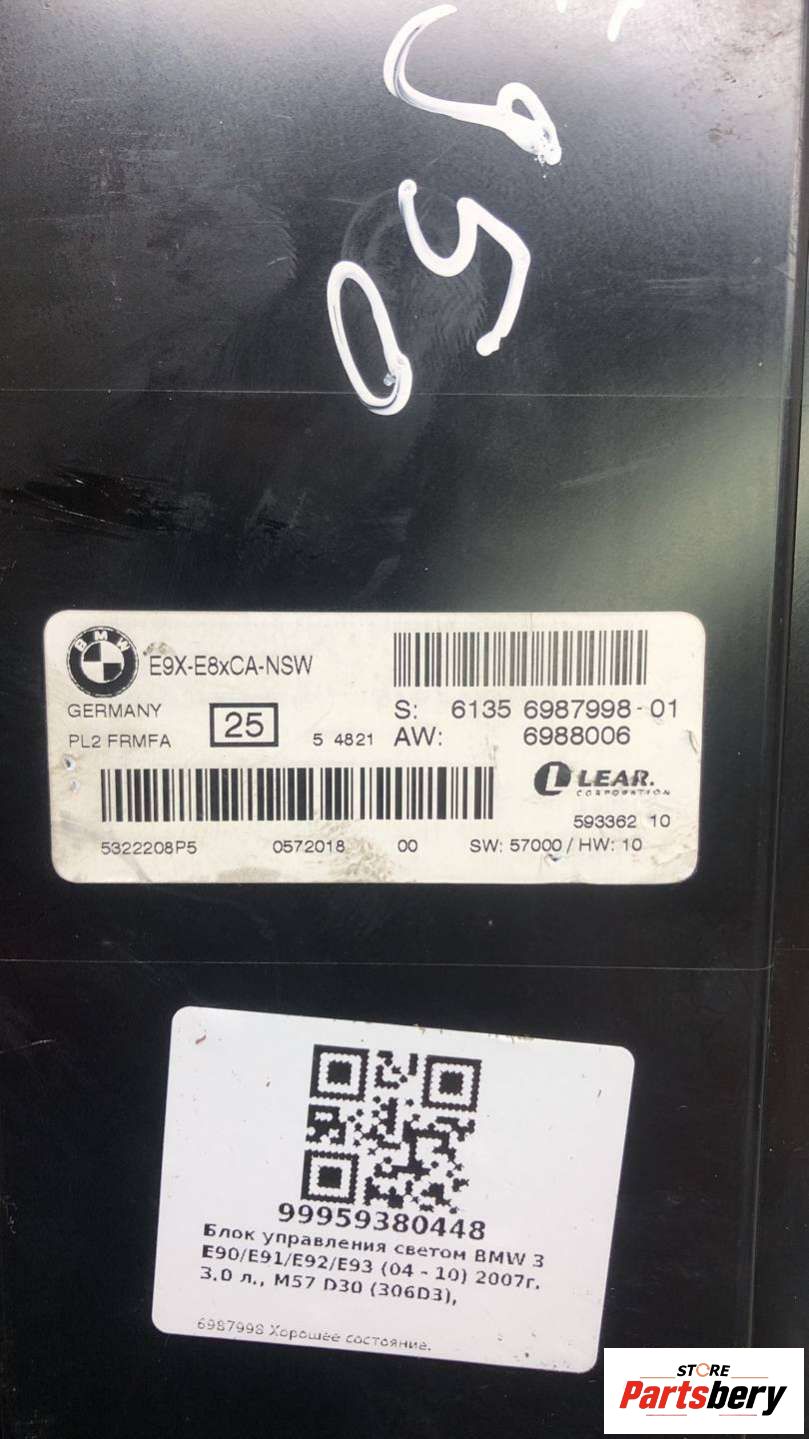 950
BMW
E9X-E8xCA-NSW
GERMANY
25
S: 6135 6987998-01
PL2 FRMFA
5 4821
AW: 6988006
LEAR.
CORPORATION
593362 10
5322208P5 0572018 00 SW: 57000 / HW: 10
99959380448
Блок управления светом BMW 3
E90/E91/E92/E93 (04 - 10) 2007г.
3.0 л., M57 D30 (306D3),
6987998 Хорошее состояние.
STORE
Partsbery